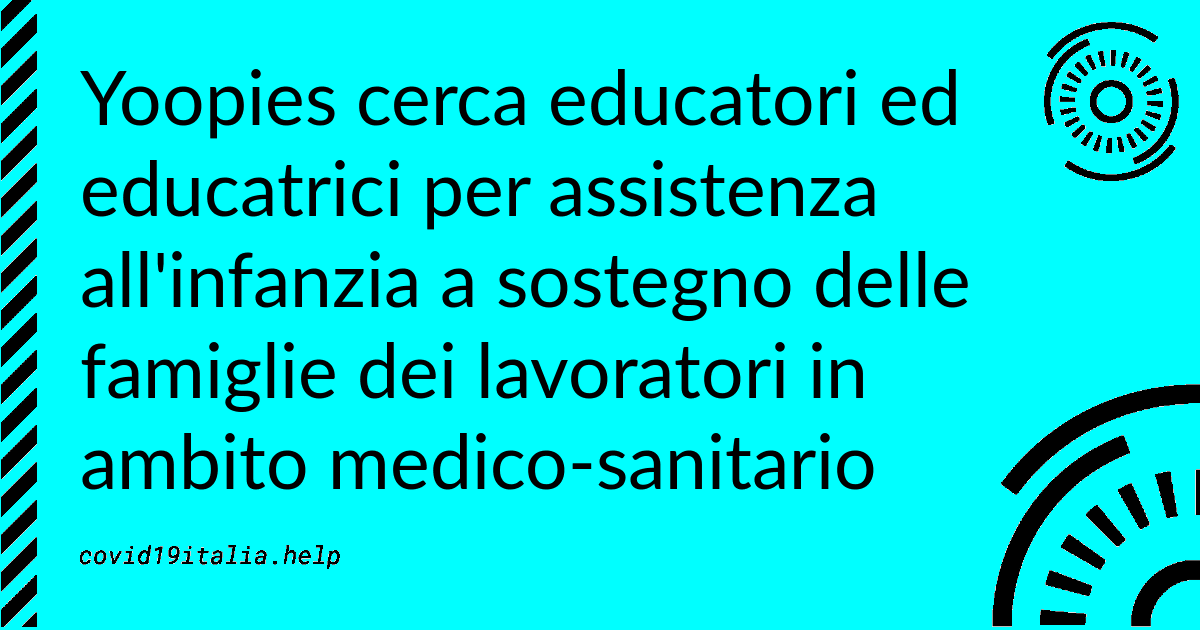 Yoopies cerca educatori ed
educatrici per assistenza
all'infanzia a sostegno delle
famiglie dei lavoratori in
ambito medico-sanitario
covid19italia.help